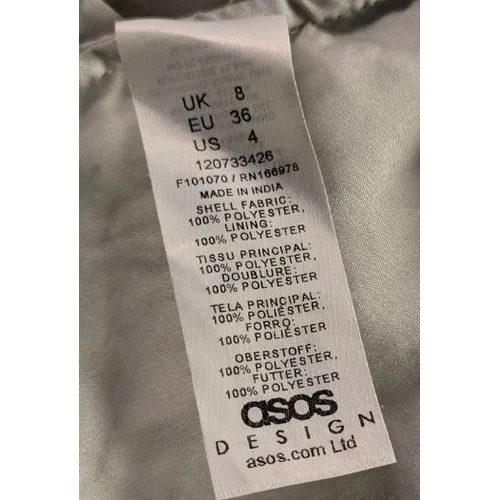 UK 8
EU 36
US 4
120733426
F101070 / RN166978
MADE IN INDIA
SHELL FABRIC:
100% POLYESTER,
LINING:
100% POLYESTER
TISSU PRINCIPAL:
100% POLYESTER,
DOUBLURE:
100% POLYESTER
TELA PRINCIPAL:
100% POLIÉSTER,
FORRO:
100% POLIÉSTER
OBERSTOFF:
100% POLYESTER,
FUTTER:
100% POLYESTER
asos
DESIGN
asos.com Ltd